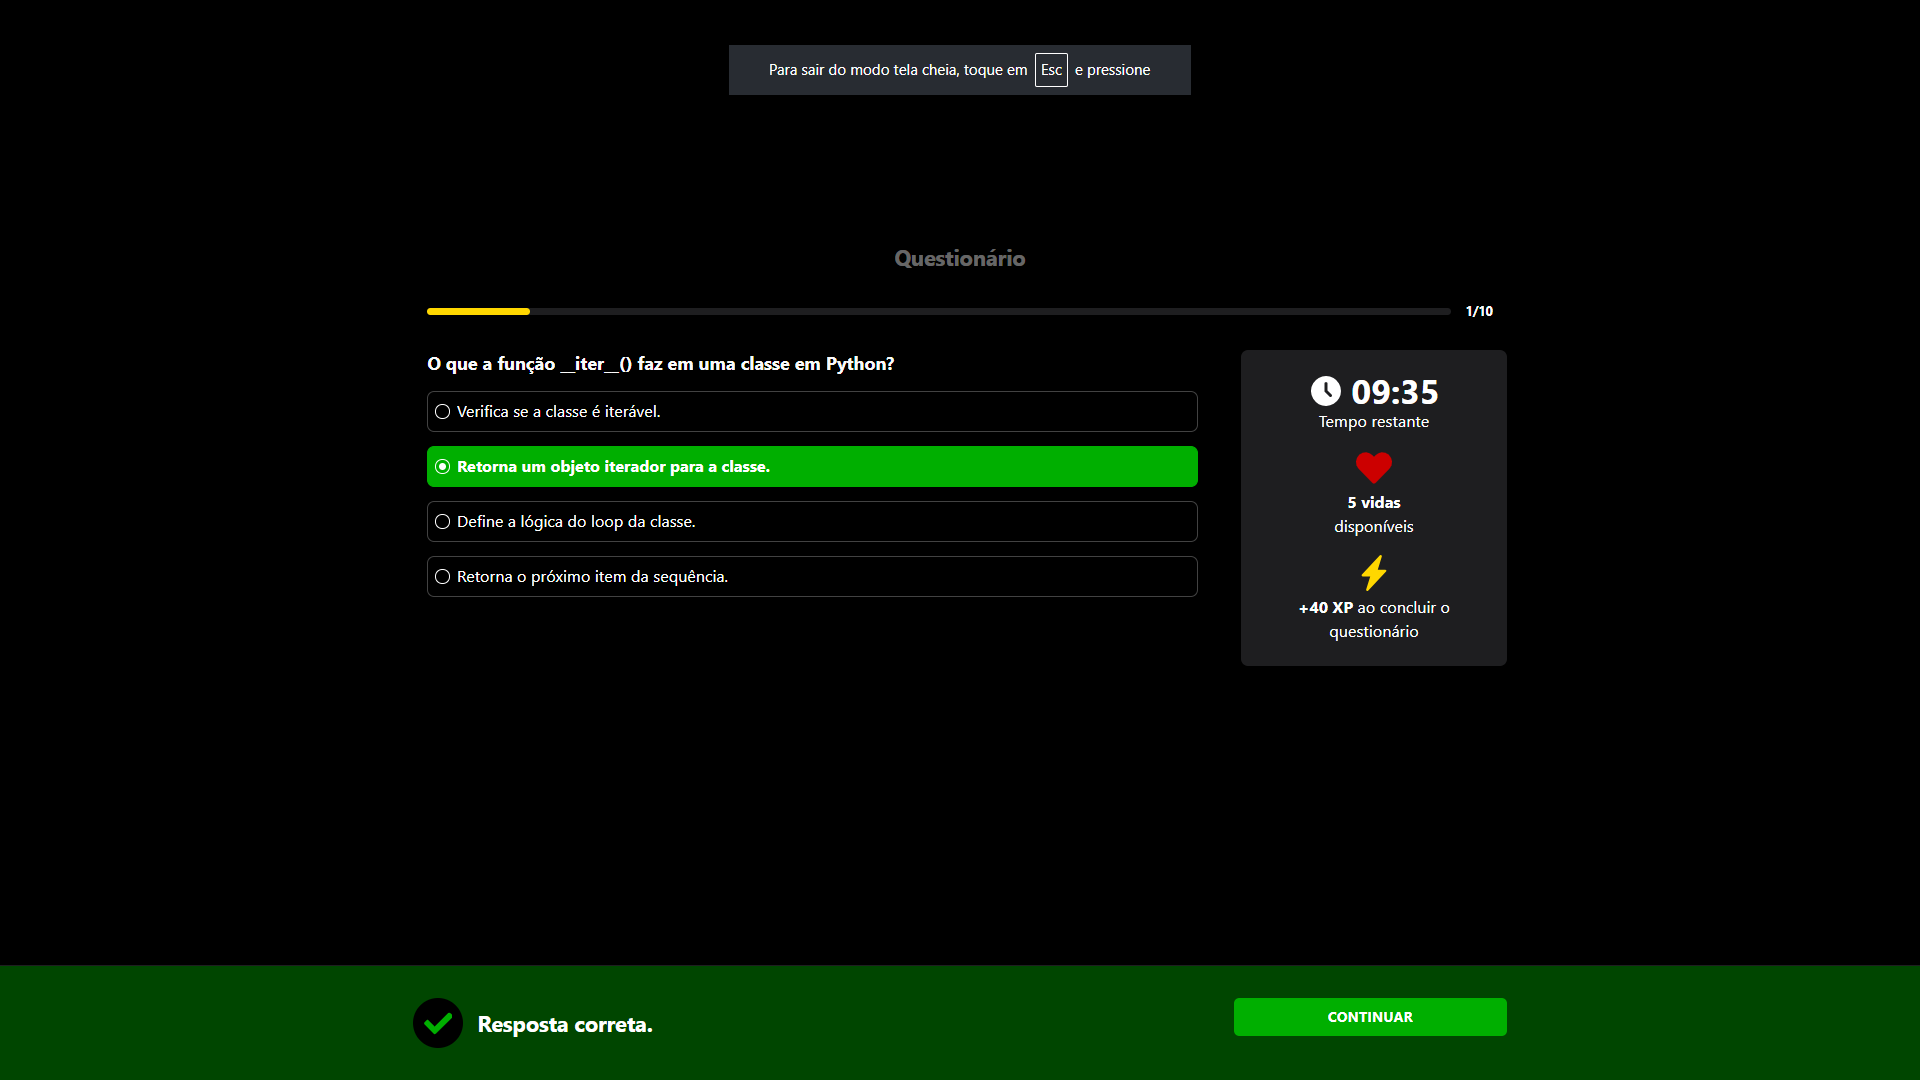 Para sair do modo tela cheia, toque em Esc e pressione
Questionário
1/10
O que a função __iter__() faz em uma classe em Python?
Verifica se a classe é iterável.
Retorna um objeto iterador para a classe.
Define a lógica do loop da classe.
Retorna o próximo item da sequência.
09:35
Tempo restante
5 vidas
disponíveis
+40 XP ao concluir o
questionário
Resposta correta.
CONTINUAR